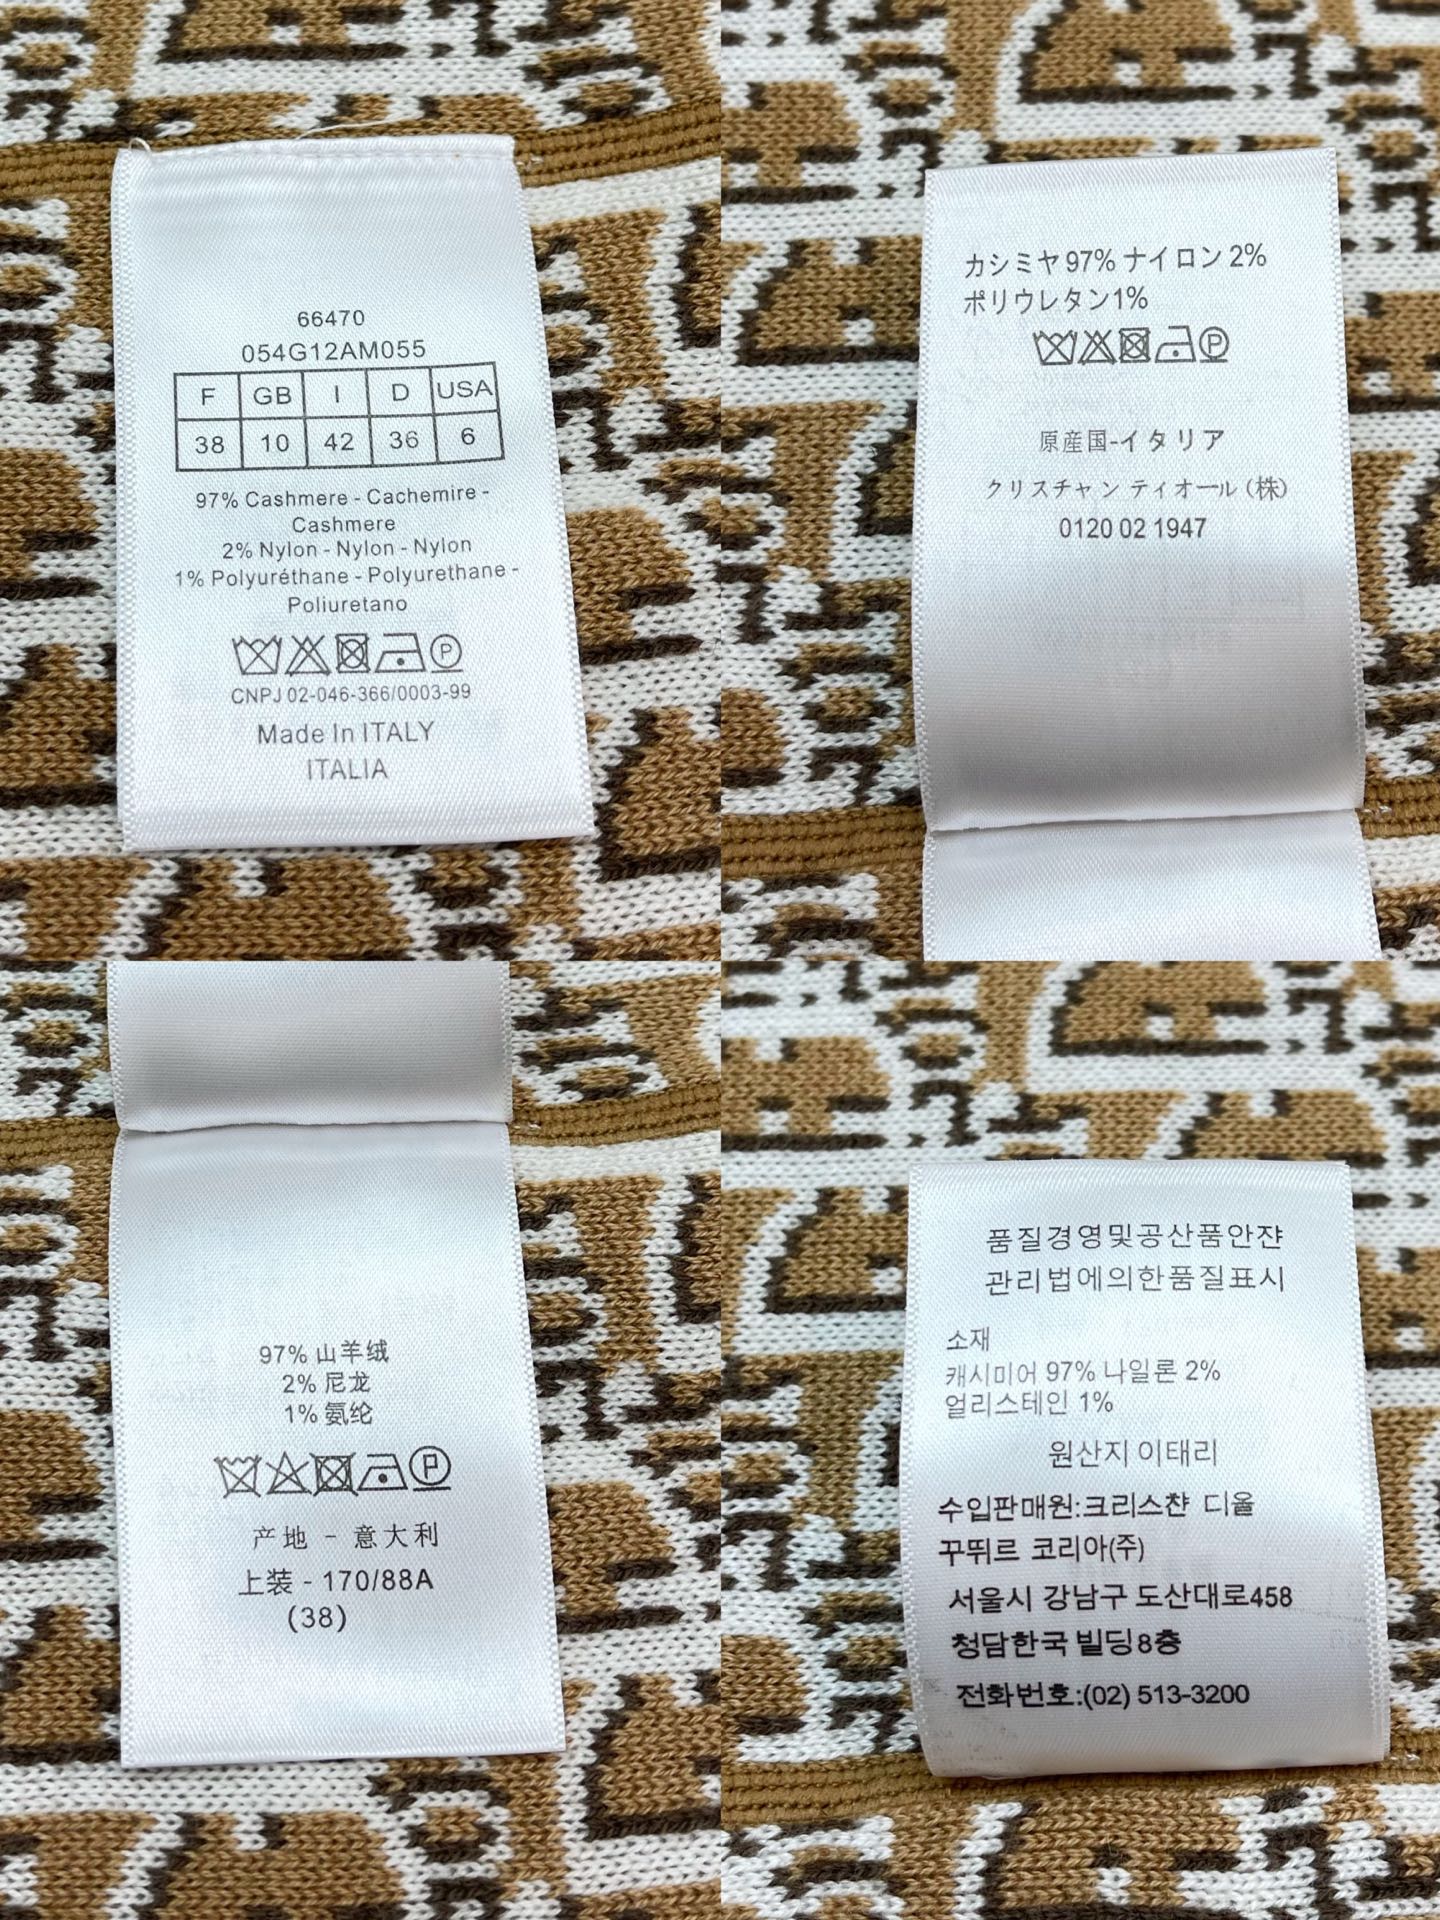 66470
054G12AM055
F GB I D USA
38 10 42 36 6
97% Cashmere - Cachemire -
Cashmere
2% Nylon - Nylon - Nylon
1% Polyuréthane - Polyurethane -
Poliuretano
P
CNPJ 02-046-366/0003-99
Made In ITALY
ITALIA
カシミヤ 97% ナイロン 2%
ポリウレタン1%
P
原産国-イタリア
クリスチャン ティオール (株)
0120 02 1947
97% 山羊绒
2% 尼龙
1% 氨纶
P
产地 - 意大利
上装 - 170/88A
(38)
품질경영및공산품안쟌
관리법에의한품질표시
소재
캐시미어 97% 나일론 2%
얼리스테인 1%
원산지 이태리
수입판매원:크리스챤 디올
꾸뛰르 코리아(주)
서울시 강남구 도산대로458
청담한국 빌딩8층
전화번호:(02) 513-3200